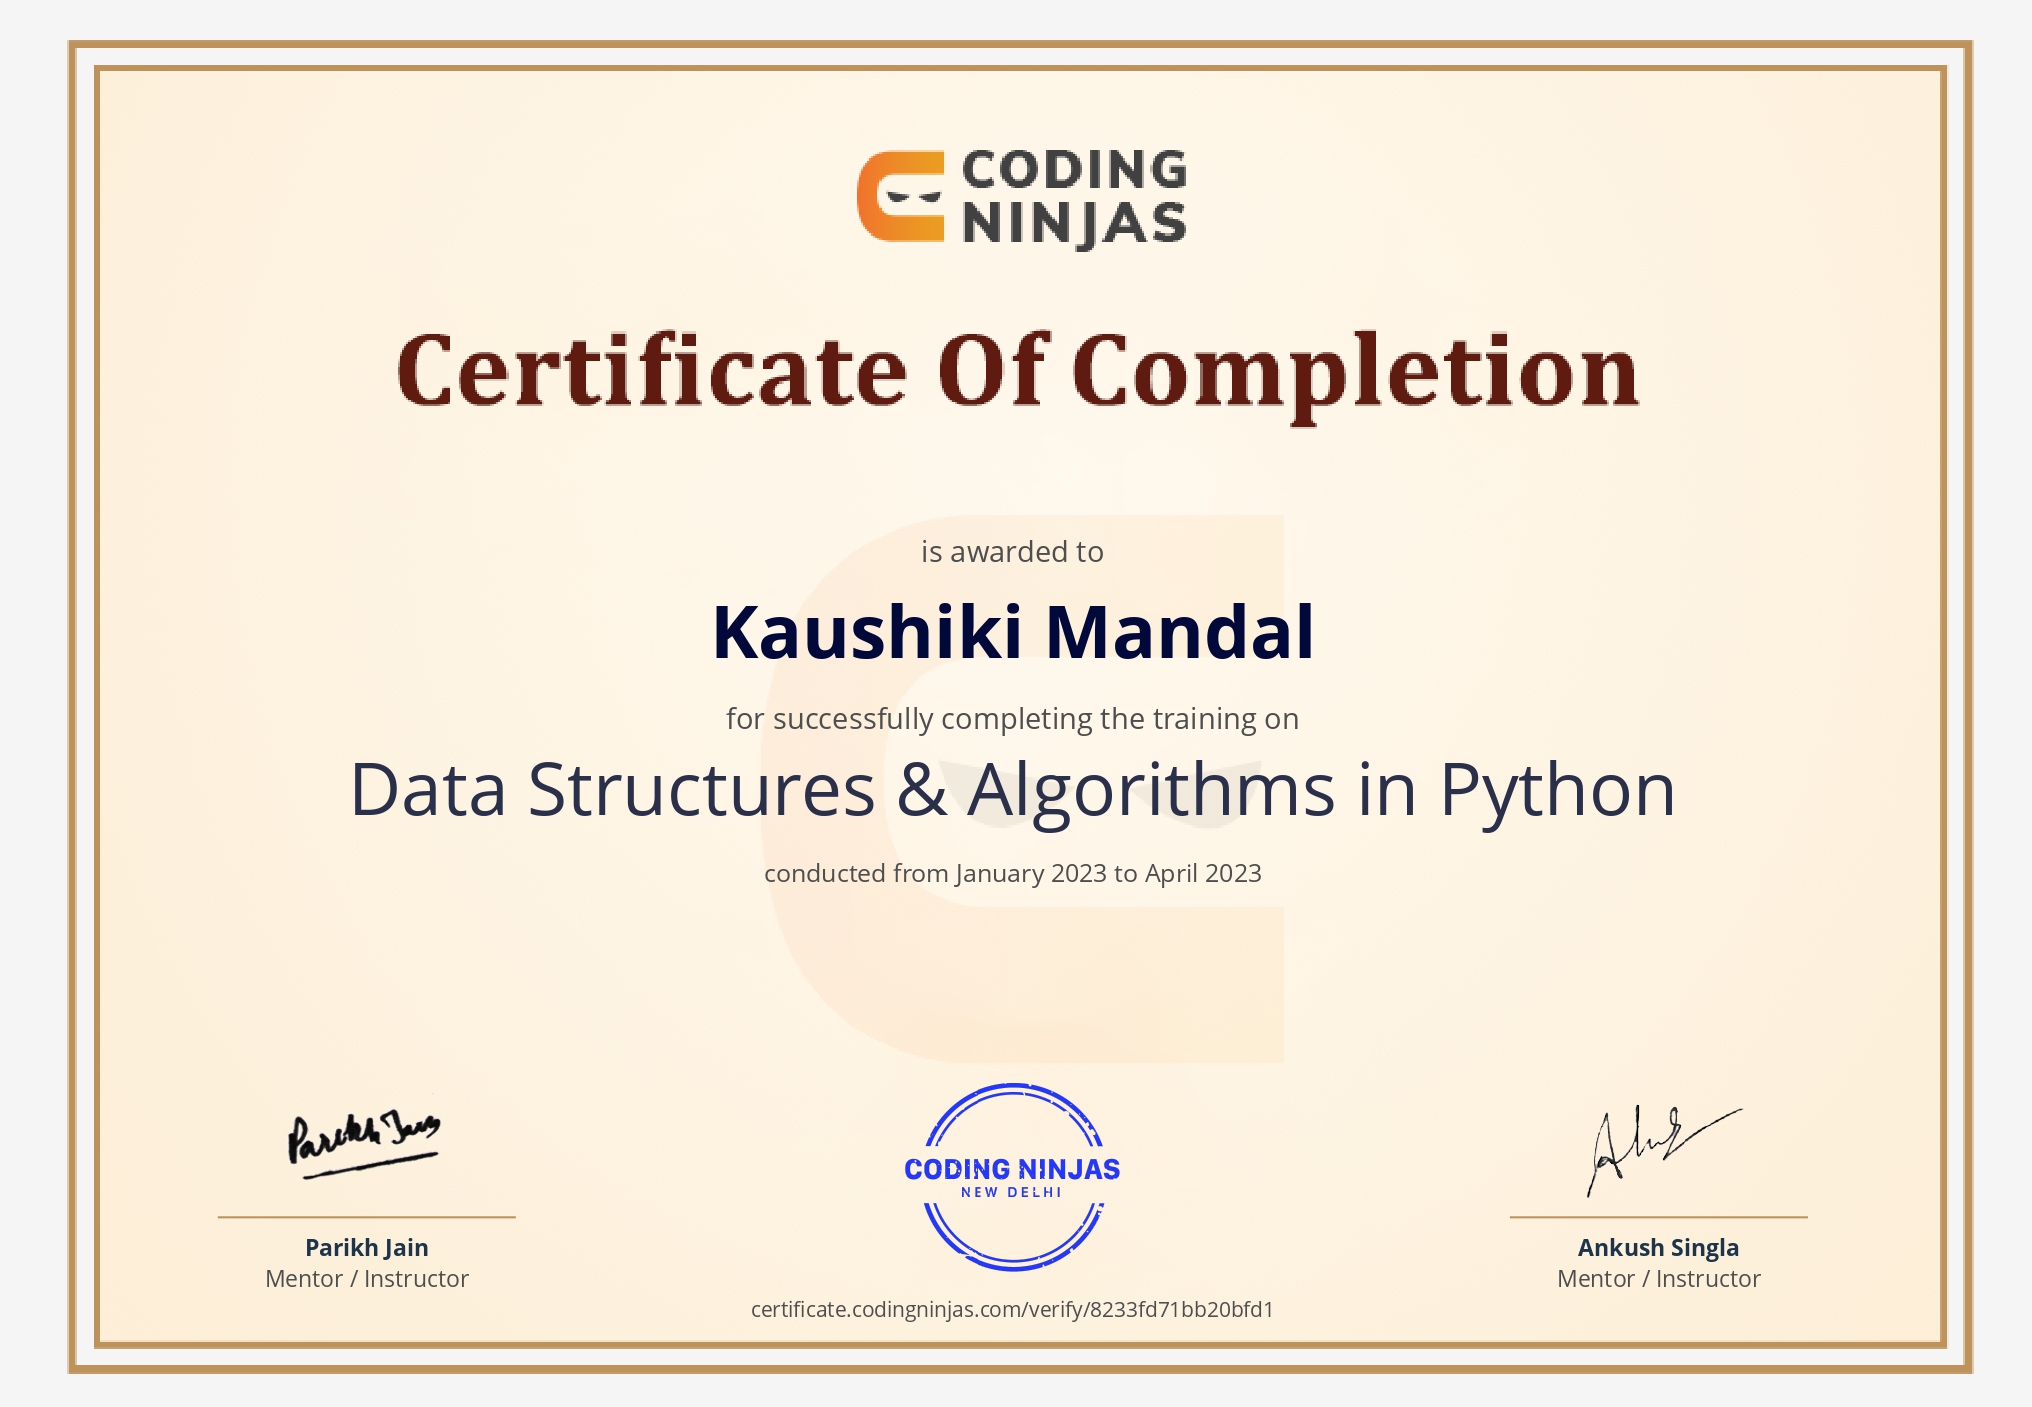 CODING
NINJAS
Certificate Of Completion
is awarded to
Kaushiki Mandal
for successfully completing the training on
Data Structures & Algorithms in Python
conducted from January 2023 to April 2023
Parikh Jain
CODING NINJAS
NEW DELHI
Parikh Jain
Mentor / Instructor
Ankush Singla
Mentor / Instructor
certificate.codingninjas.com/verify/8233fd71bb20bfd1